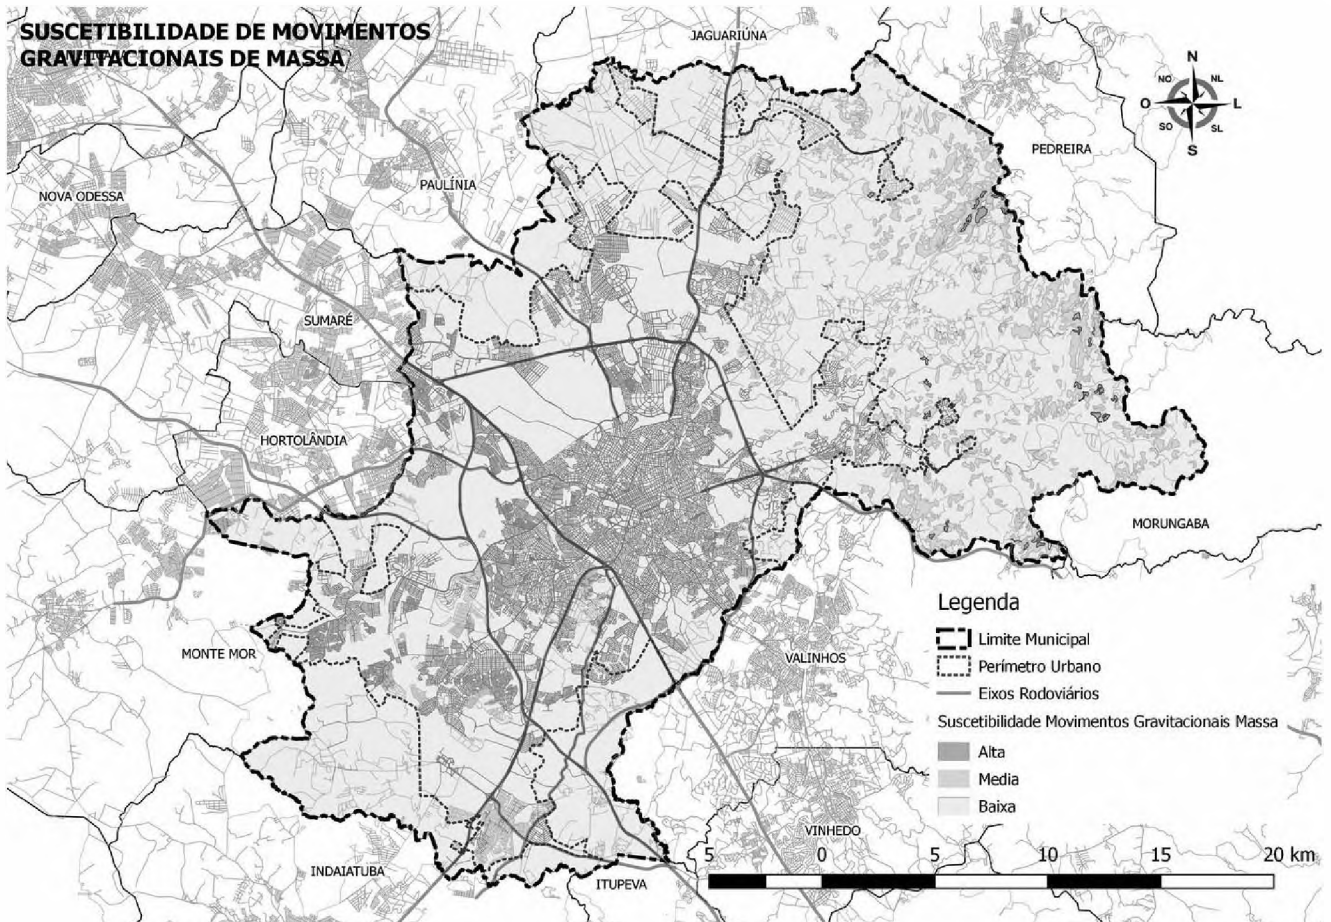 SUSCETIBILIDADE DE MOVIMENTOS
GRAVITACIONAIS DE MASSA
JAGUARIÚNA
N
NO
NL
O
L
SO
SL
S
PEDREIRA
PAULÍNIA
NOVA ODESSA
SUMARÉ
HORTOLÂNDIA
MORUNGABA
MONTE MOR
VALINHOS
VINHEDO
INDAIATUBA
ITUPEVA
Legenda
Limite Municipal
Perímetro Urbano
Eixos Rodoviários
Suscetibilidade Movimentos Gravitacionais Massa
Alta
Media
Baixa
5 0 5 10 15 20 km